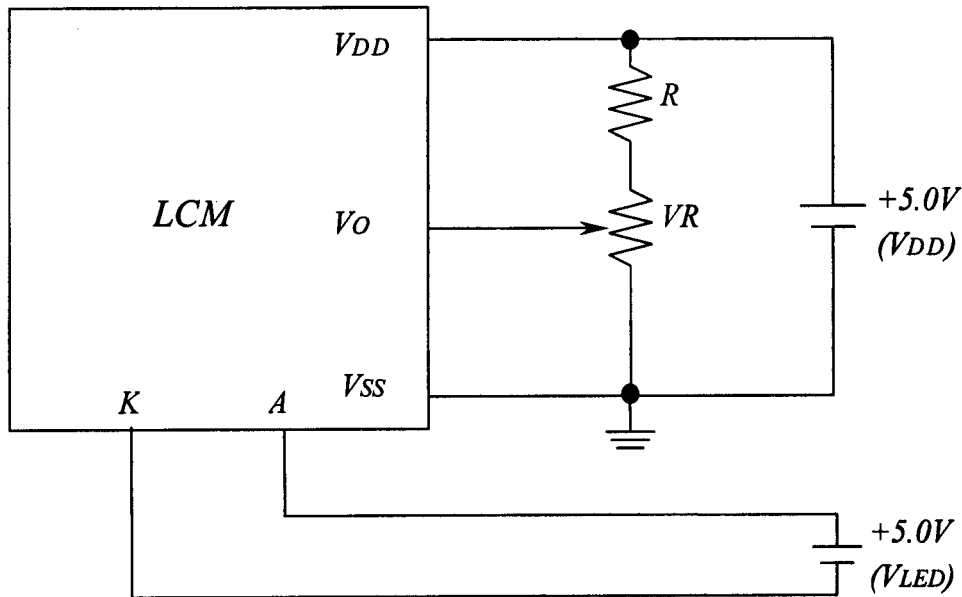 VDD
R
LCM
VO
VR
+5.0V
(VDD)
VSS
K
A
+5.0V
(VLED)